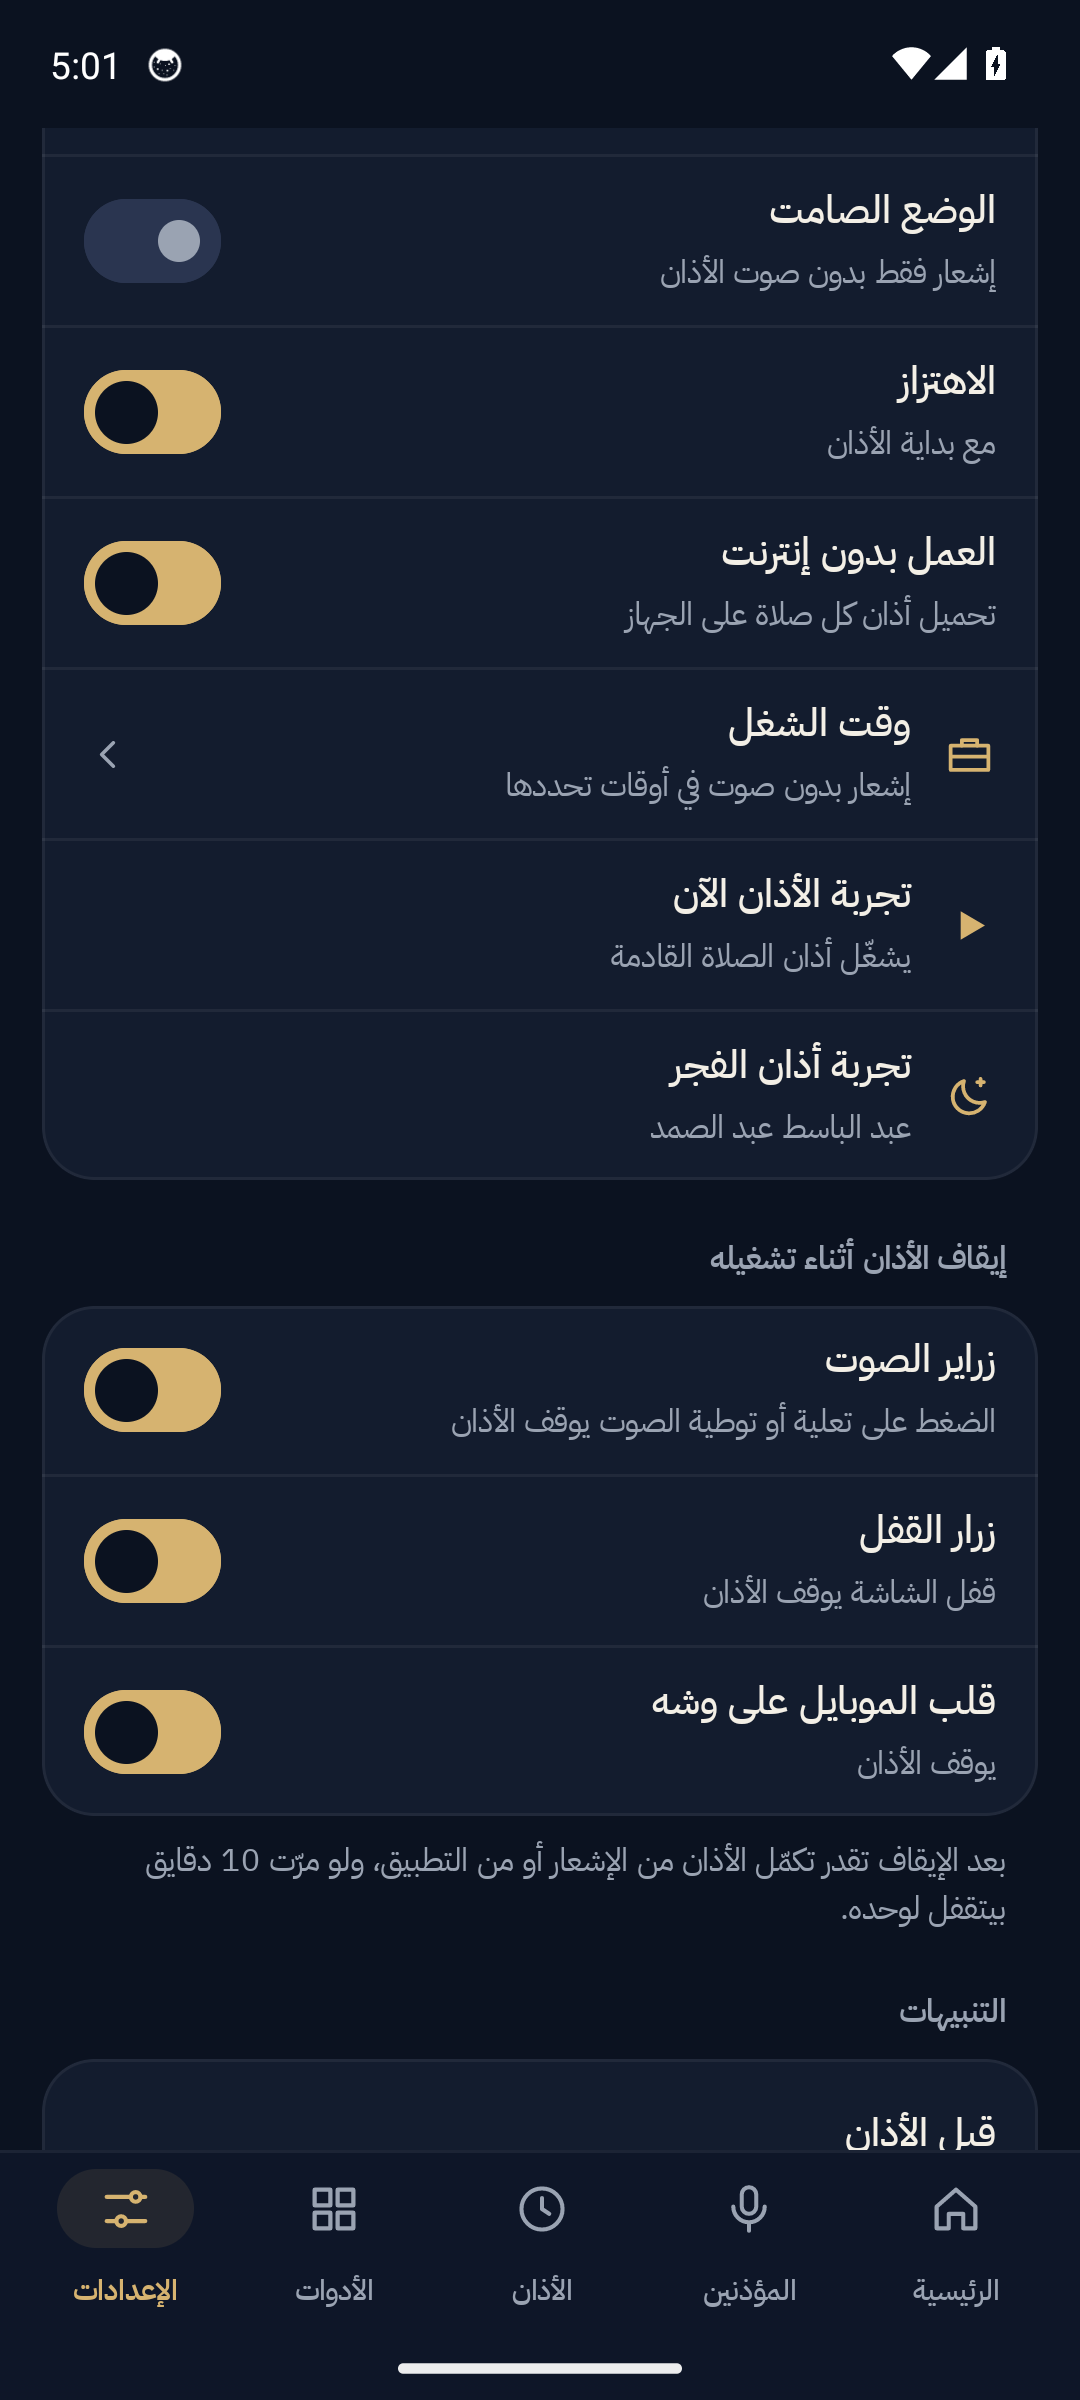 5:01
الوضع الصامت
إشعار فقط بدون صوت الأذان
الاهتزاز
مع بداية الأذان
العمل بدون إنترنت
تحميل أذان كل صلاة على الجهاز
وقت الشغل
إشعار بدون صوت في أوقات تحددها
تجربة الأذان الآن
يشغّل أذان الصلاة القادمة
تجربة أذان الفجر
عبد الباسط عبد الصمد
إيقاف الأذان أثناء تشغيله
زراير الصوت
الضغط على تعلية أو توطية الصوت يوقف الأذان
زرار القفل
قفل الشاشة يوقف الأذان
قلب الموبايل على وشه
يوقف الأذان
بعد الإيقاف تقدر تكمّل الأذان من الإشعار أو من التطبيق، ولو مرّت 10 دقايق
بيتقفل لوحده.
التنبيهات
قبل الأذان
الرئيسية
المؤذنين
الأذان
الأدوات
الإعدادات